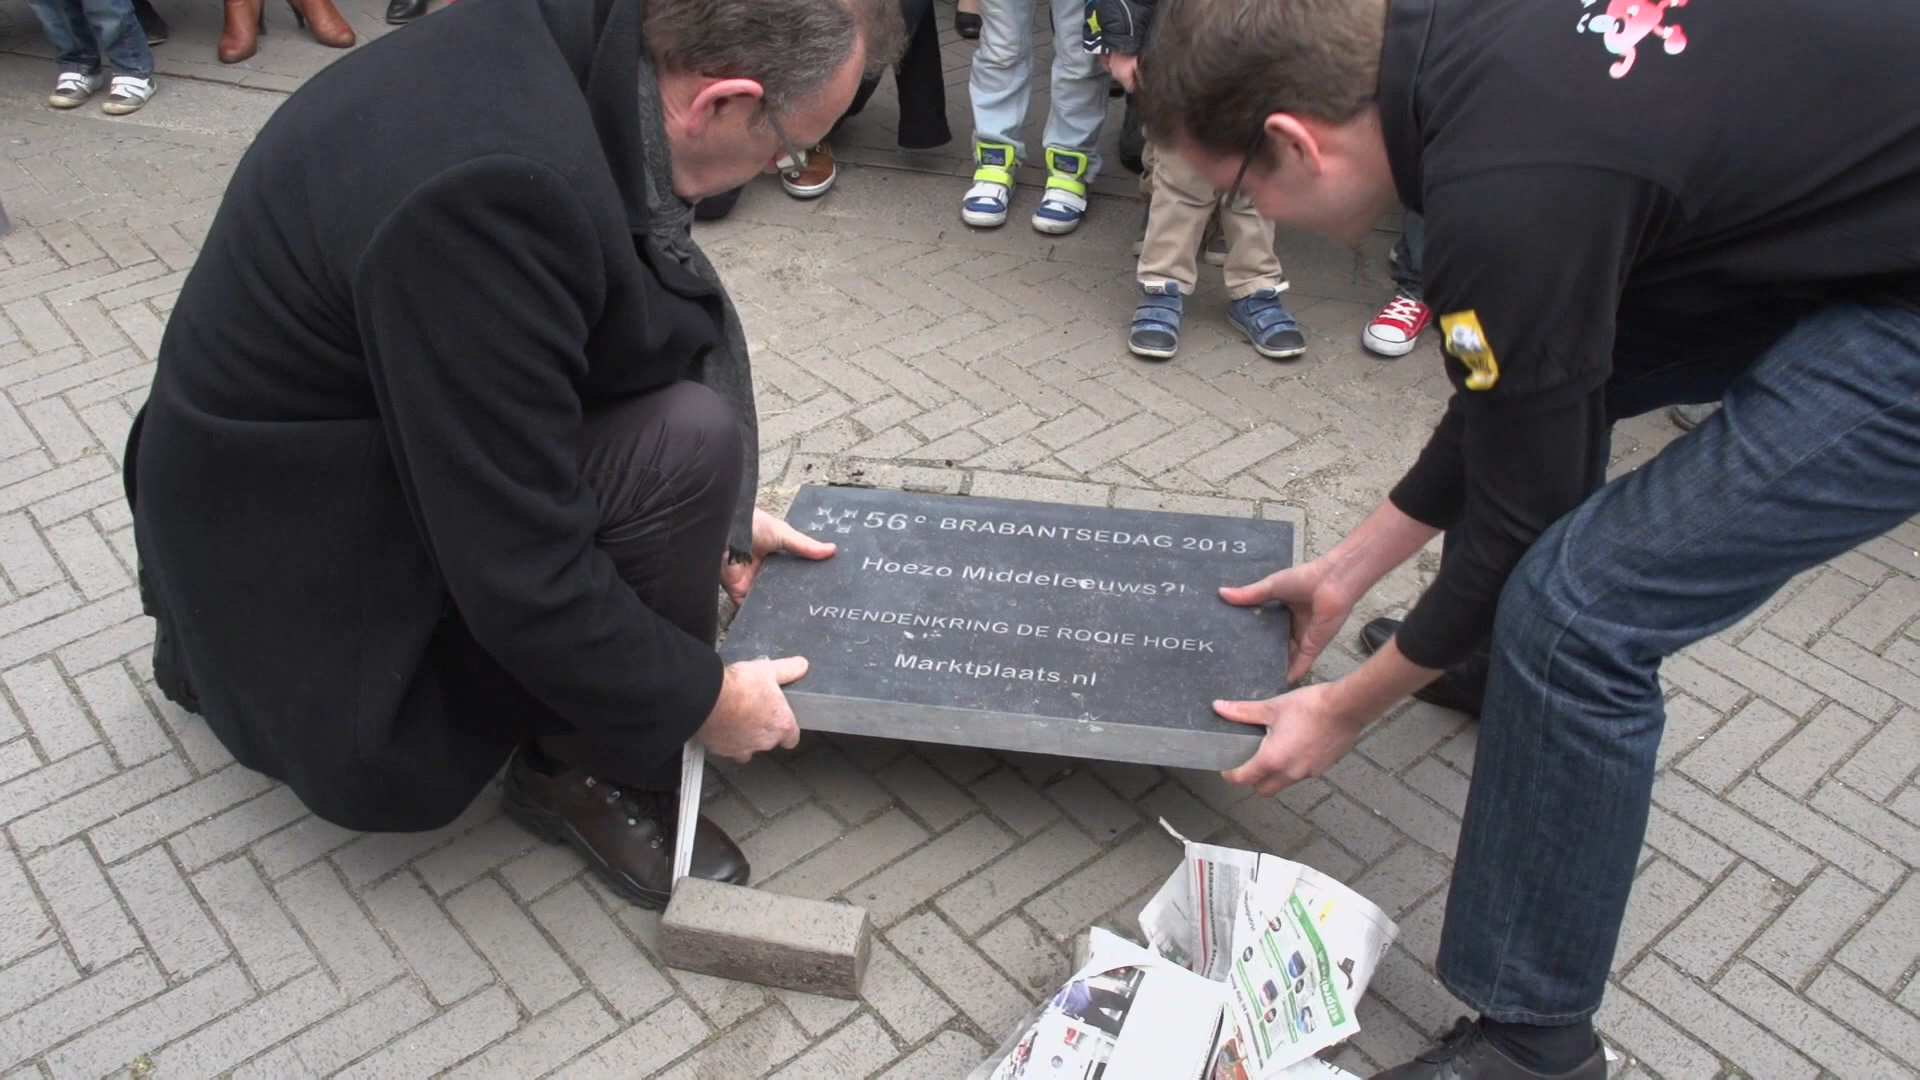 56e BRABANTSEDAG 2013
Hoezo Middeleeuws?!
VRIENDENKRING DE ROOIE HOEK
Marktplaats.nl